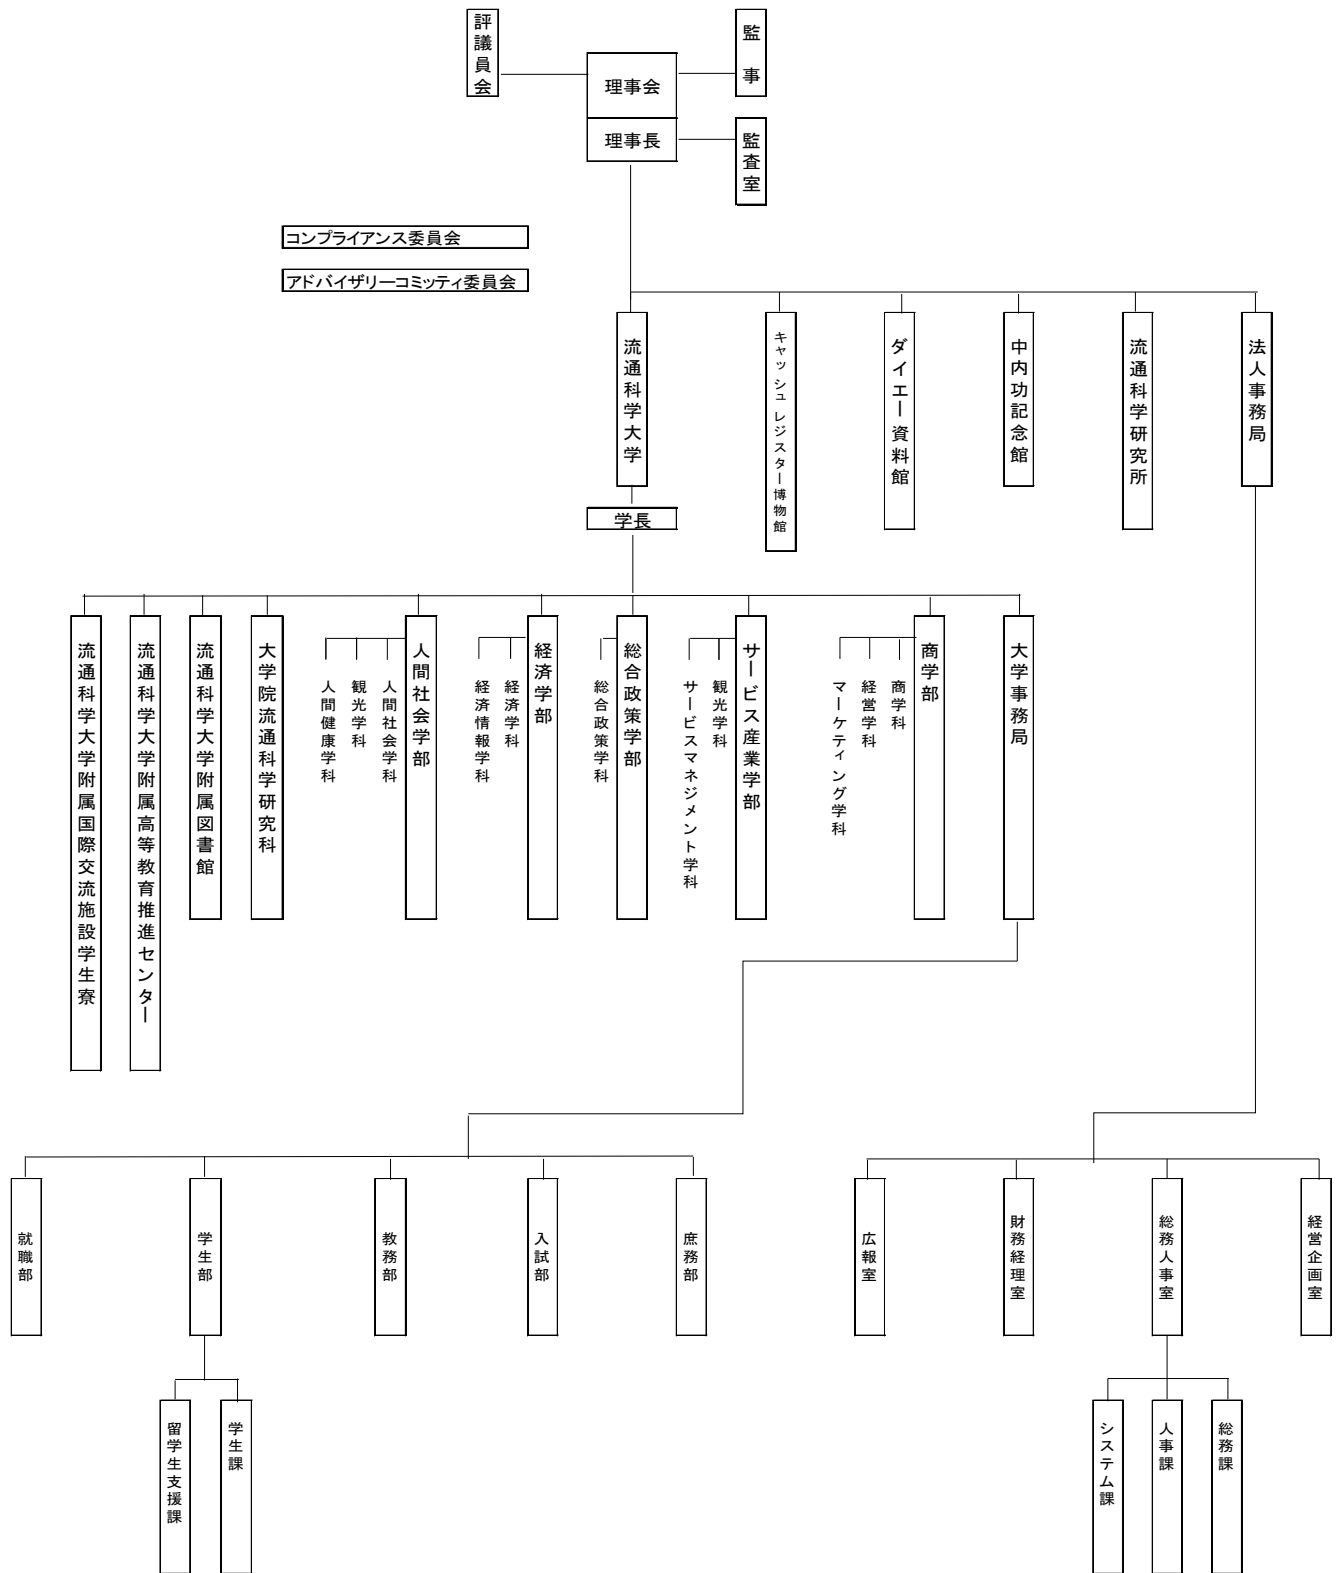 評議員会
監事
理事会
理事長
監査室
コンプライアンス委員会
アドバイザリーコミッティ委員会
流通科学大学
キャッシュレジスター博物館
ダイエー資料館
中内功記念館
流通科学研究所
法人事務局
学長
流通科学大学附属国際交流施設学生寮
流通科学大学附属高等教育推進センター
流通科学大学附属図書館
大学院流通科学研究科
人間健康学科
観光学科
人間社会学科
人間社会学部
経済情報学科
経済学科
経済学部
総合政策学科
総合政策学部
サービスマネジメント学科
観光学科
サービス産業学部
マーケティング学科
経営学科
商学科
商学部
大学事務局
就職部
学生部
教務部
入試部
庶務部
広報室
財務経理室
総務人事室
経営企画室
留学生支援課
学生課
システム課
人事課
総務課